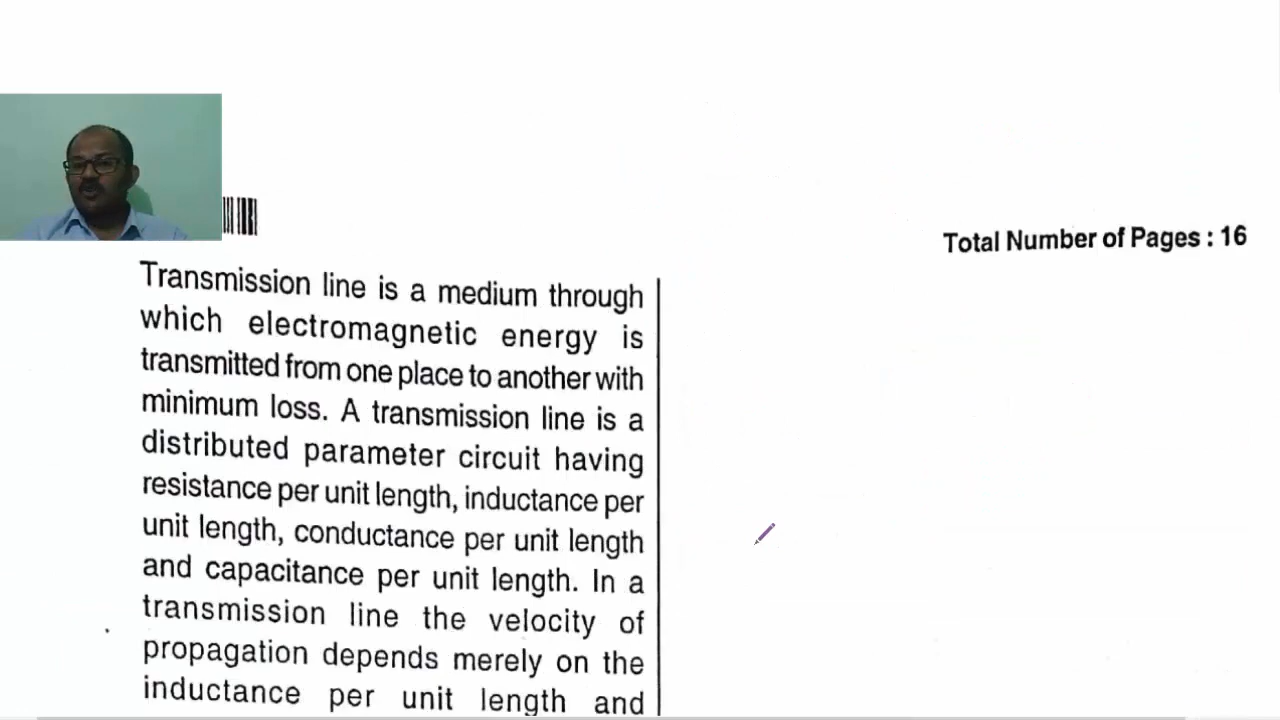 Total Number of Pages : 16
Transmission line is a medium through
which electromagnetic energy is
transmitted from one place to another with
minimum loss. A transmission line is a
distributed parameter circuit having
resistance per unit length, inductance per
unit length, conductance per unit length
and capacitance per unit length. In a
transmission line the velocity of
propagation depends merely on the
inductance per unit length and